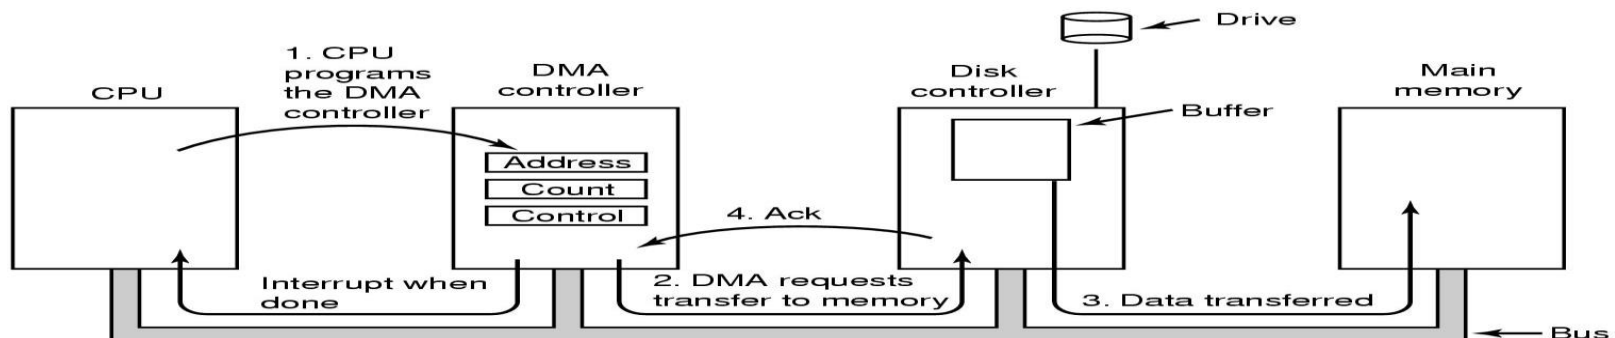 Drive
1. CPU
programs
the DMA
controller
CPU
DMA
controller
Disk
controller
Main
memory
Buffer
Address
Count
Control
4. Ack
Interrupt when
done
2. DMA requests
transfer to memory
3. Data transferred
Bus